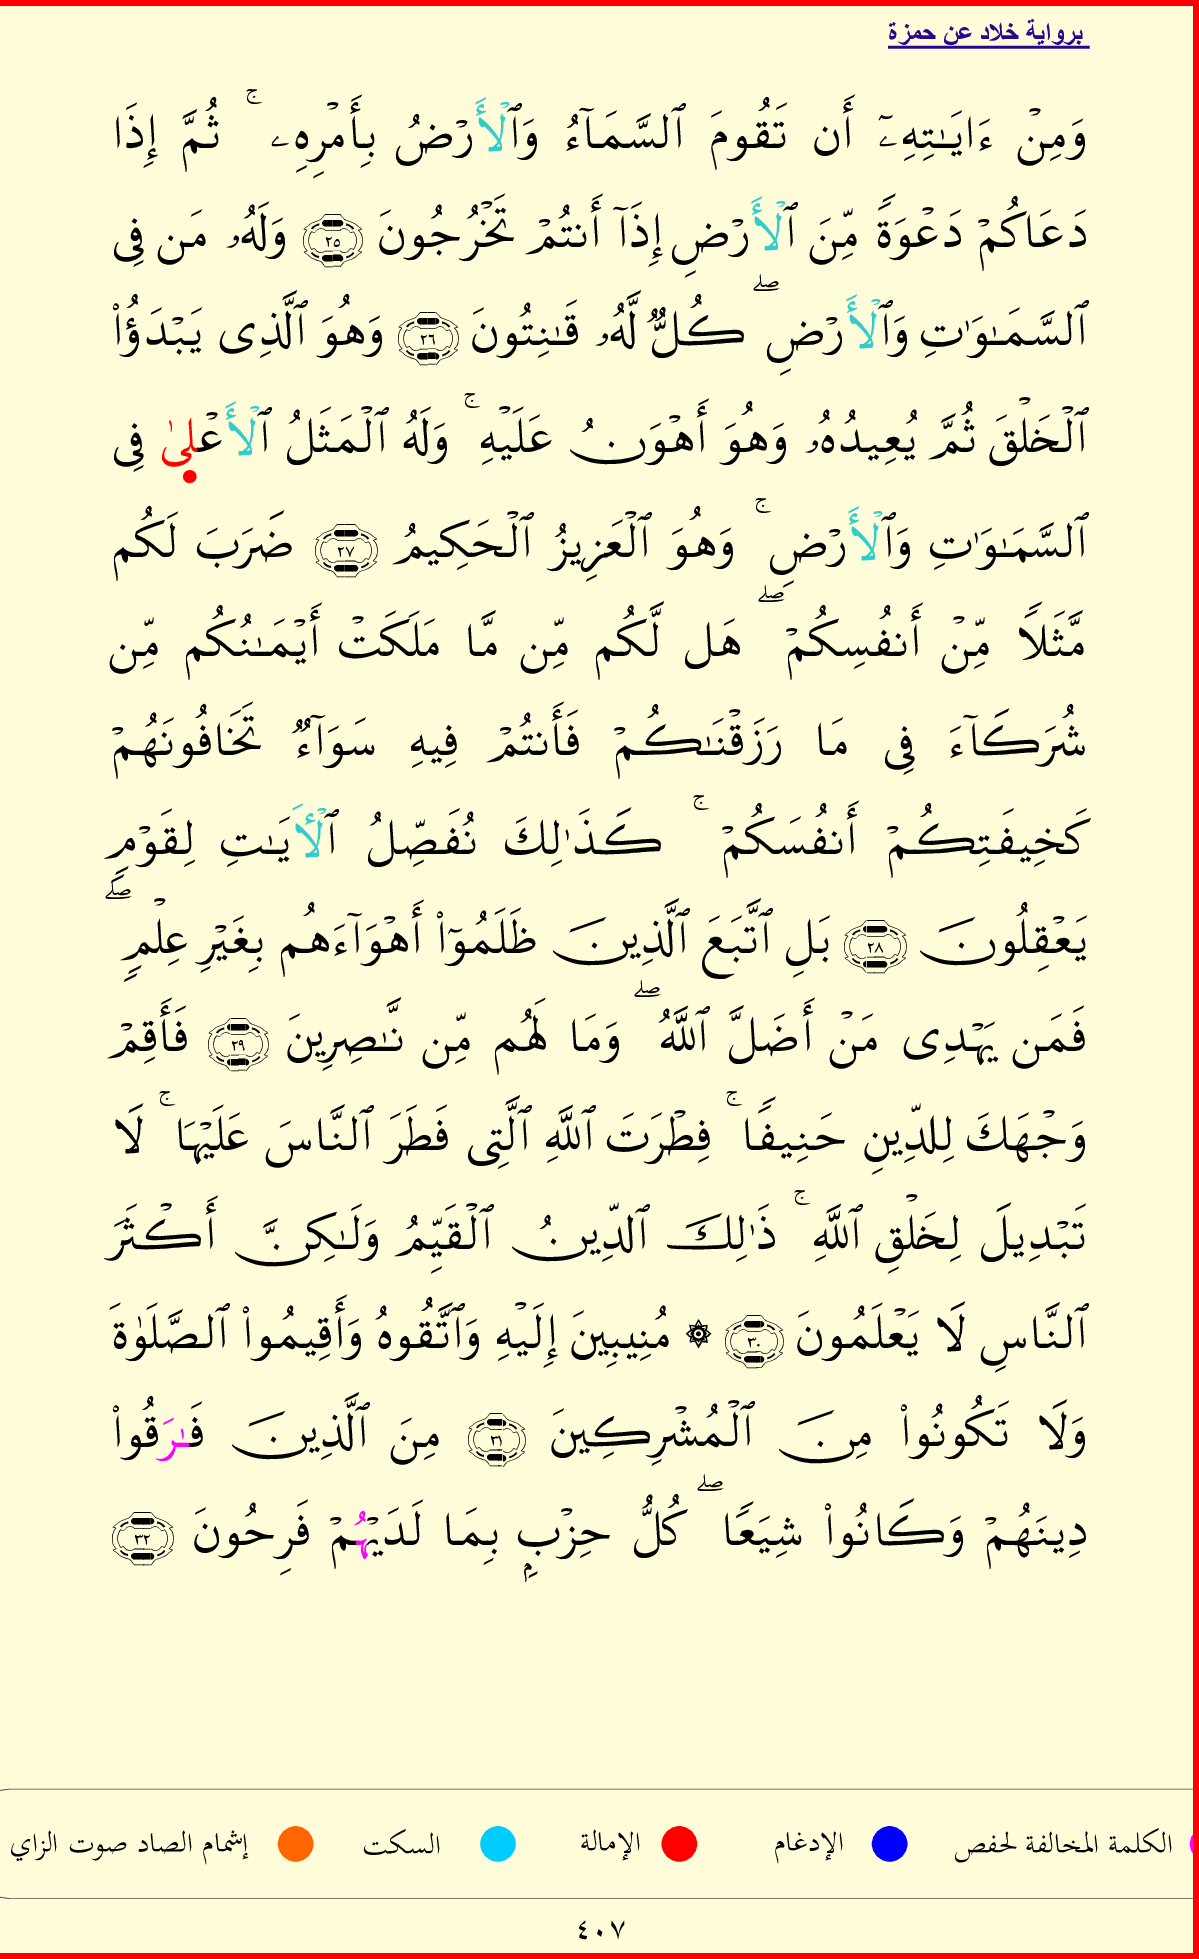 برواية خلاد عن حمزة
وَمِنْ ءَايَـٰتِهِۦٓ أَن تَقُومَ ٱلسَّمَآءُ وَٱلْأَرْضُ بِأَمْرِهِۦ ۚ ثُمَّ إِذَا
دَعَاكُمْ دَعْوَةً مِّنَ ٱلْأَرْضِ إِذَآ أَنتُمْ تَخْرُجُونَ ٢٥ وَلَهُۥ مَن فِى
ٱلسَّمَـٰوَٰتِ وَٱلْأَرْضِ ۖ كُلٌّ لَّهُۥ قَـٰنِتُونَ ٢٦ وَهُوَ ٱلَّذِى يَبْدَؤُا۟
ٱلْخَلْقَ ثُمَّ يُعِيدُهُۥ وَهُوَ أَهْوَنُ عَلَيْهِ ۚ وَلَهُ ٱلْمَثَلُ ٱلْأَعْلىٰ فِى
ٱلسَّمَـٰوَٰتِ وَٱلْأَرْضِ ۚ وَهُوَ ٱلْعَزِيزُ ٱلْحَكِيمُ ٢٧ ضَرَبَ لَكُم
مَّثَلًا مِّنْ أَنفُسِكُمْ ۖ هَل لَّكُم مِّن مَّا مَلَكَتْ أَيْمَـٰنُكُم مِّن
شُرَكَآءَ فِى مَا رَزَقْنَـٰكُمْ فَأَنتُمْ فِيهِ سَوَآءٌ تَخَافُونَهُمْ
كَخِيفَتِكُمْ أَنفُسَكُمْ ۚ كَذَٰلِكَ نُفَصِّلُ ٱلْأَيَـٰتِ لِقَوْمٍ
يَعْقِلُونَ ٢٨ بَلِ ٱتَّبَعَ ٱلَّذِينَ ظَلَمُوٓا۟ أَهْوَآءَهُم بِغَيْرِ عِلْمٍ ۖ
فَمَن يَهْدِى مَنْ أَضَلَّ ٱللَّهُ ۖ وَمَا لَهُم مِّن نَّـٰصِرِينَ ٢٩ فَأَقِمْ
وَجْهَكَ لِلدِّينِ حَنِيفًا ۚ فِطْرَتَ ٱللَّهِ ٱلَّتِى فَطَرَ ٱلنَّاسَ عَلَيْهَا ۚ لَا
تَبْدِيلَ لِخَلْقِ ٱللَّهِ ۚ ذَٰلِكَ ٱلدِّينُ ٱلْقَيِّمُ وَلَـٰكِنَّ أَكْثَرَ
ٱلنَّاسِ لَا يَعْلَمُونَ ٣٠ ۞ مُنِيبِينَ إِلَيْهِ وَٱتَّقُوهُ وَأَقِيمُوا۟ ٱلصَّلَوٰةَ
وَلَا تَكُونُوا۟ مِنَ ٱلْمُشْرِكِينَ ٣١ مِنَ ٱلَّذِينَ فَـٰرَقُوا۟
دِينَهُمْ وَكَانُوا۟ شِيَعًا ۖ كُلُّ حِزْبٍۭ بِمَا لَدَيْهُمْ فَرِحُونَ ٣٢
الكلمة المخالفة لحفص الإدغام الإمالة السكت إشمام الصاد صوت الزاي
٤٠٧